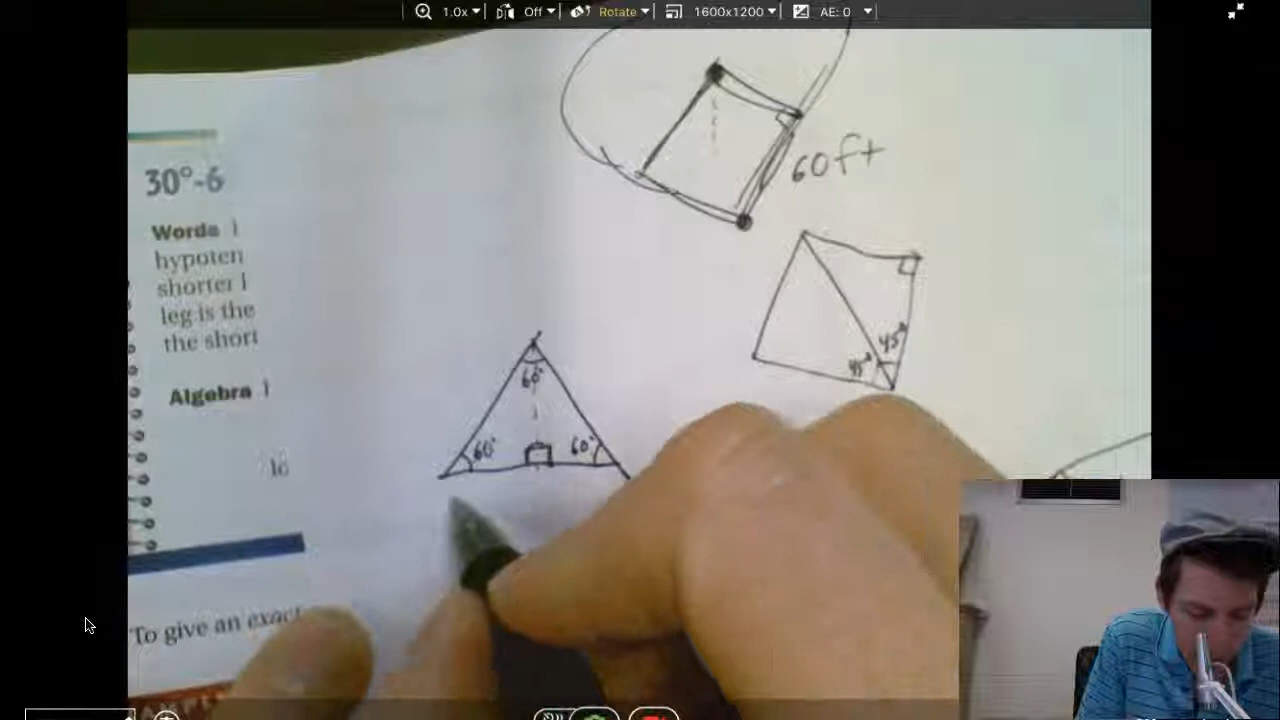 1.0x Off Rotate 1600x1200 AE: 0
60ft
30°-6
Words
hypoten
shorter l
leg is the
the short
Algebra
45°
45°
60°
60° 60°
To give an exact